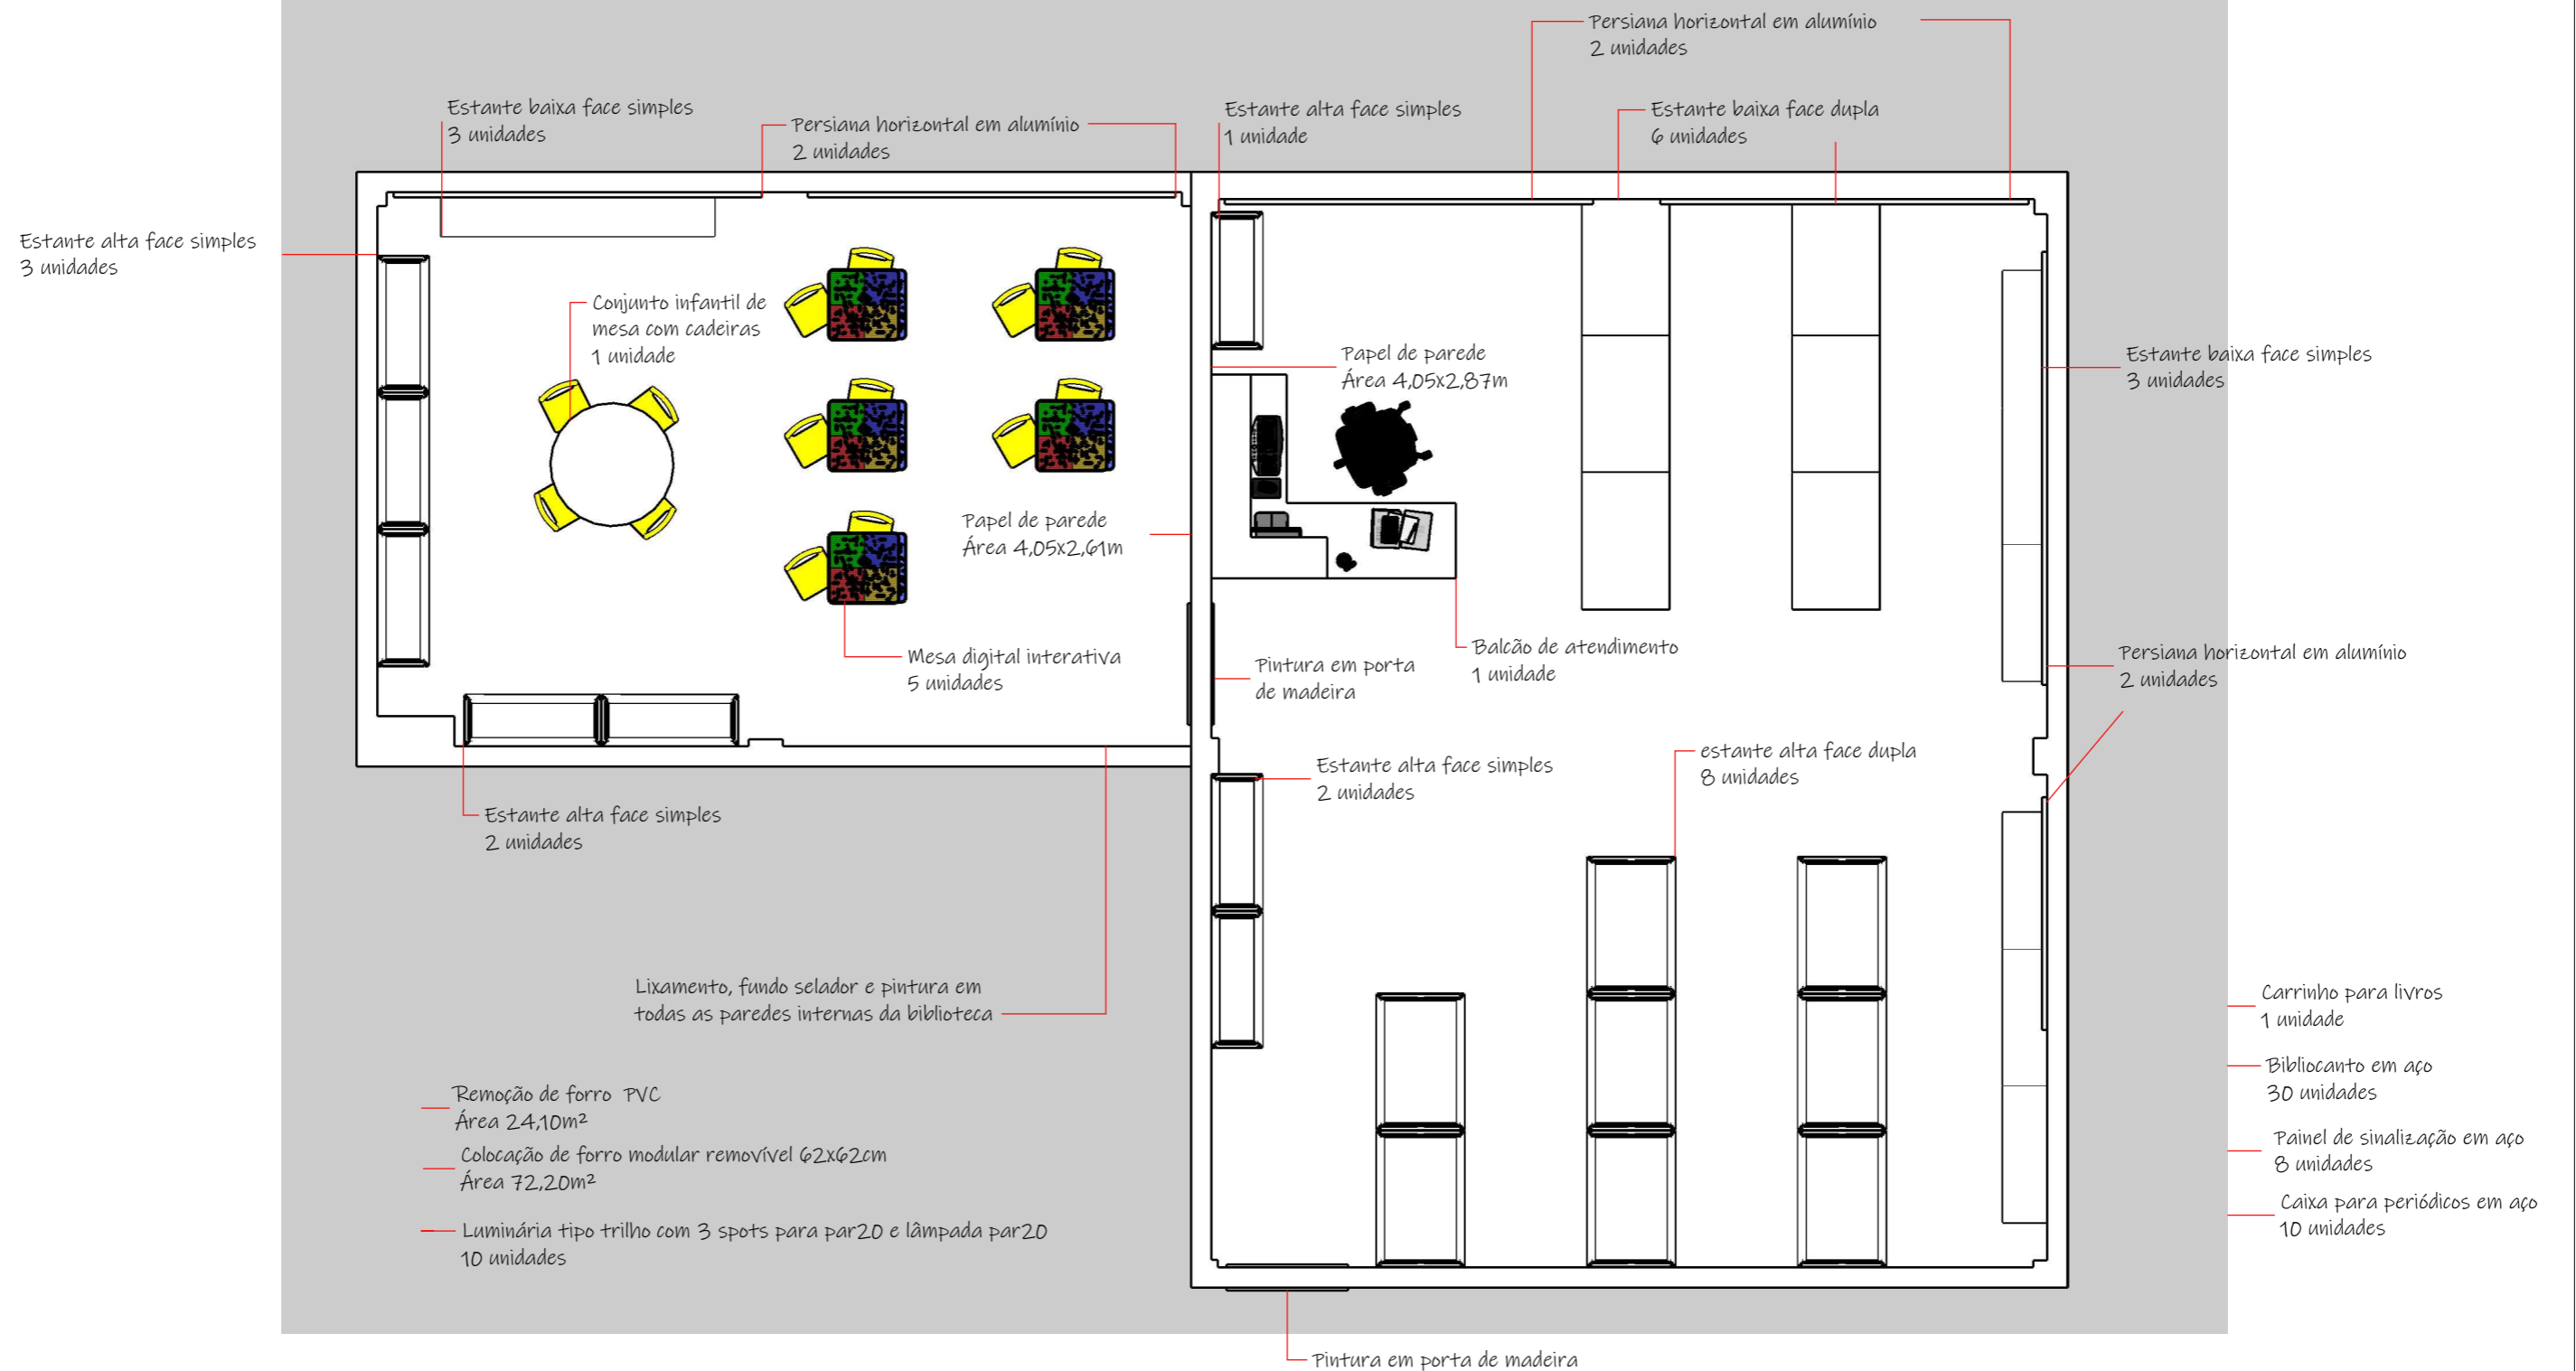 Persiana horizontal em alumínio
2 unidades
Estante baixa face simples
3 unidades
Persiana horizontal em alumínio
2 unidades
Estante alta face simples
1 unidade
Estante baixa face dupla
6 unidades
Estante alta face simples
3 unidades
Conjunto infantil de
mesa com cadeiras
1 unidade
Papel de parede
Área 4,05x2,87m
Estante baixa face simples
3 unidades
Papel de parede
Área 4,05x2,61m
Mesa digital interativa
5 unidades
Pintura em porta
de madeira
Balcão de atendimento
1 unidade
Persiana horizontal em alumínio
2 unidades
Estante alta face simples
2 unidades
estante alta face dupla
8 unidades
Estante alta face simples
2 unidades
Lixamento, fundo selador e pintura em
todas as paredes internas da biblioteca
Carrinho para livros
1 unidade
Bibliocanto em aço
30 unidades
Painel de sinalização em aço
8 unidades
Caixa para periódicos em aço
10 unidades
Remoção de forro PVC
Área 24,10m²
Colocação de forro modular removível 62x62cm
Área 72,20m²
Luminária tipo trilho com 3 spots para par20 e lâmpada par20
10 unidades
Pintura em porta de madeira